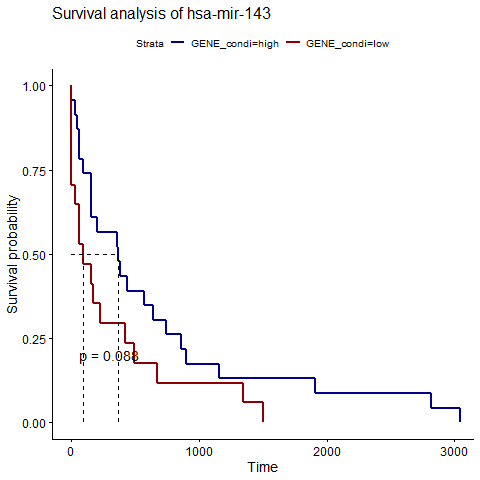 Survival analysis of hsa-mir-143
Strata GENE_condi=high GENE_condi=low
Survival probability
1.00
0.75
0.50
0.25
0.00
p = 0.088
0 1000 2000 3000
Time